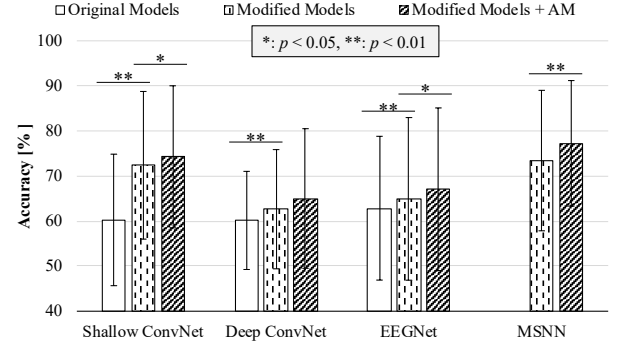 Original Models Modified Models Modified Models + AM
*: p < 0.05, **: p < 0.01
Accuracy [% ]
100
90
80
70
60
50
40
** *
**
** *
**
Shallow ConvNet Deep ConvNet EEGNet MSNN